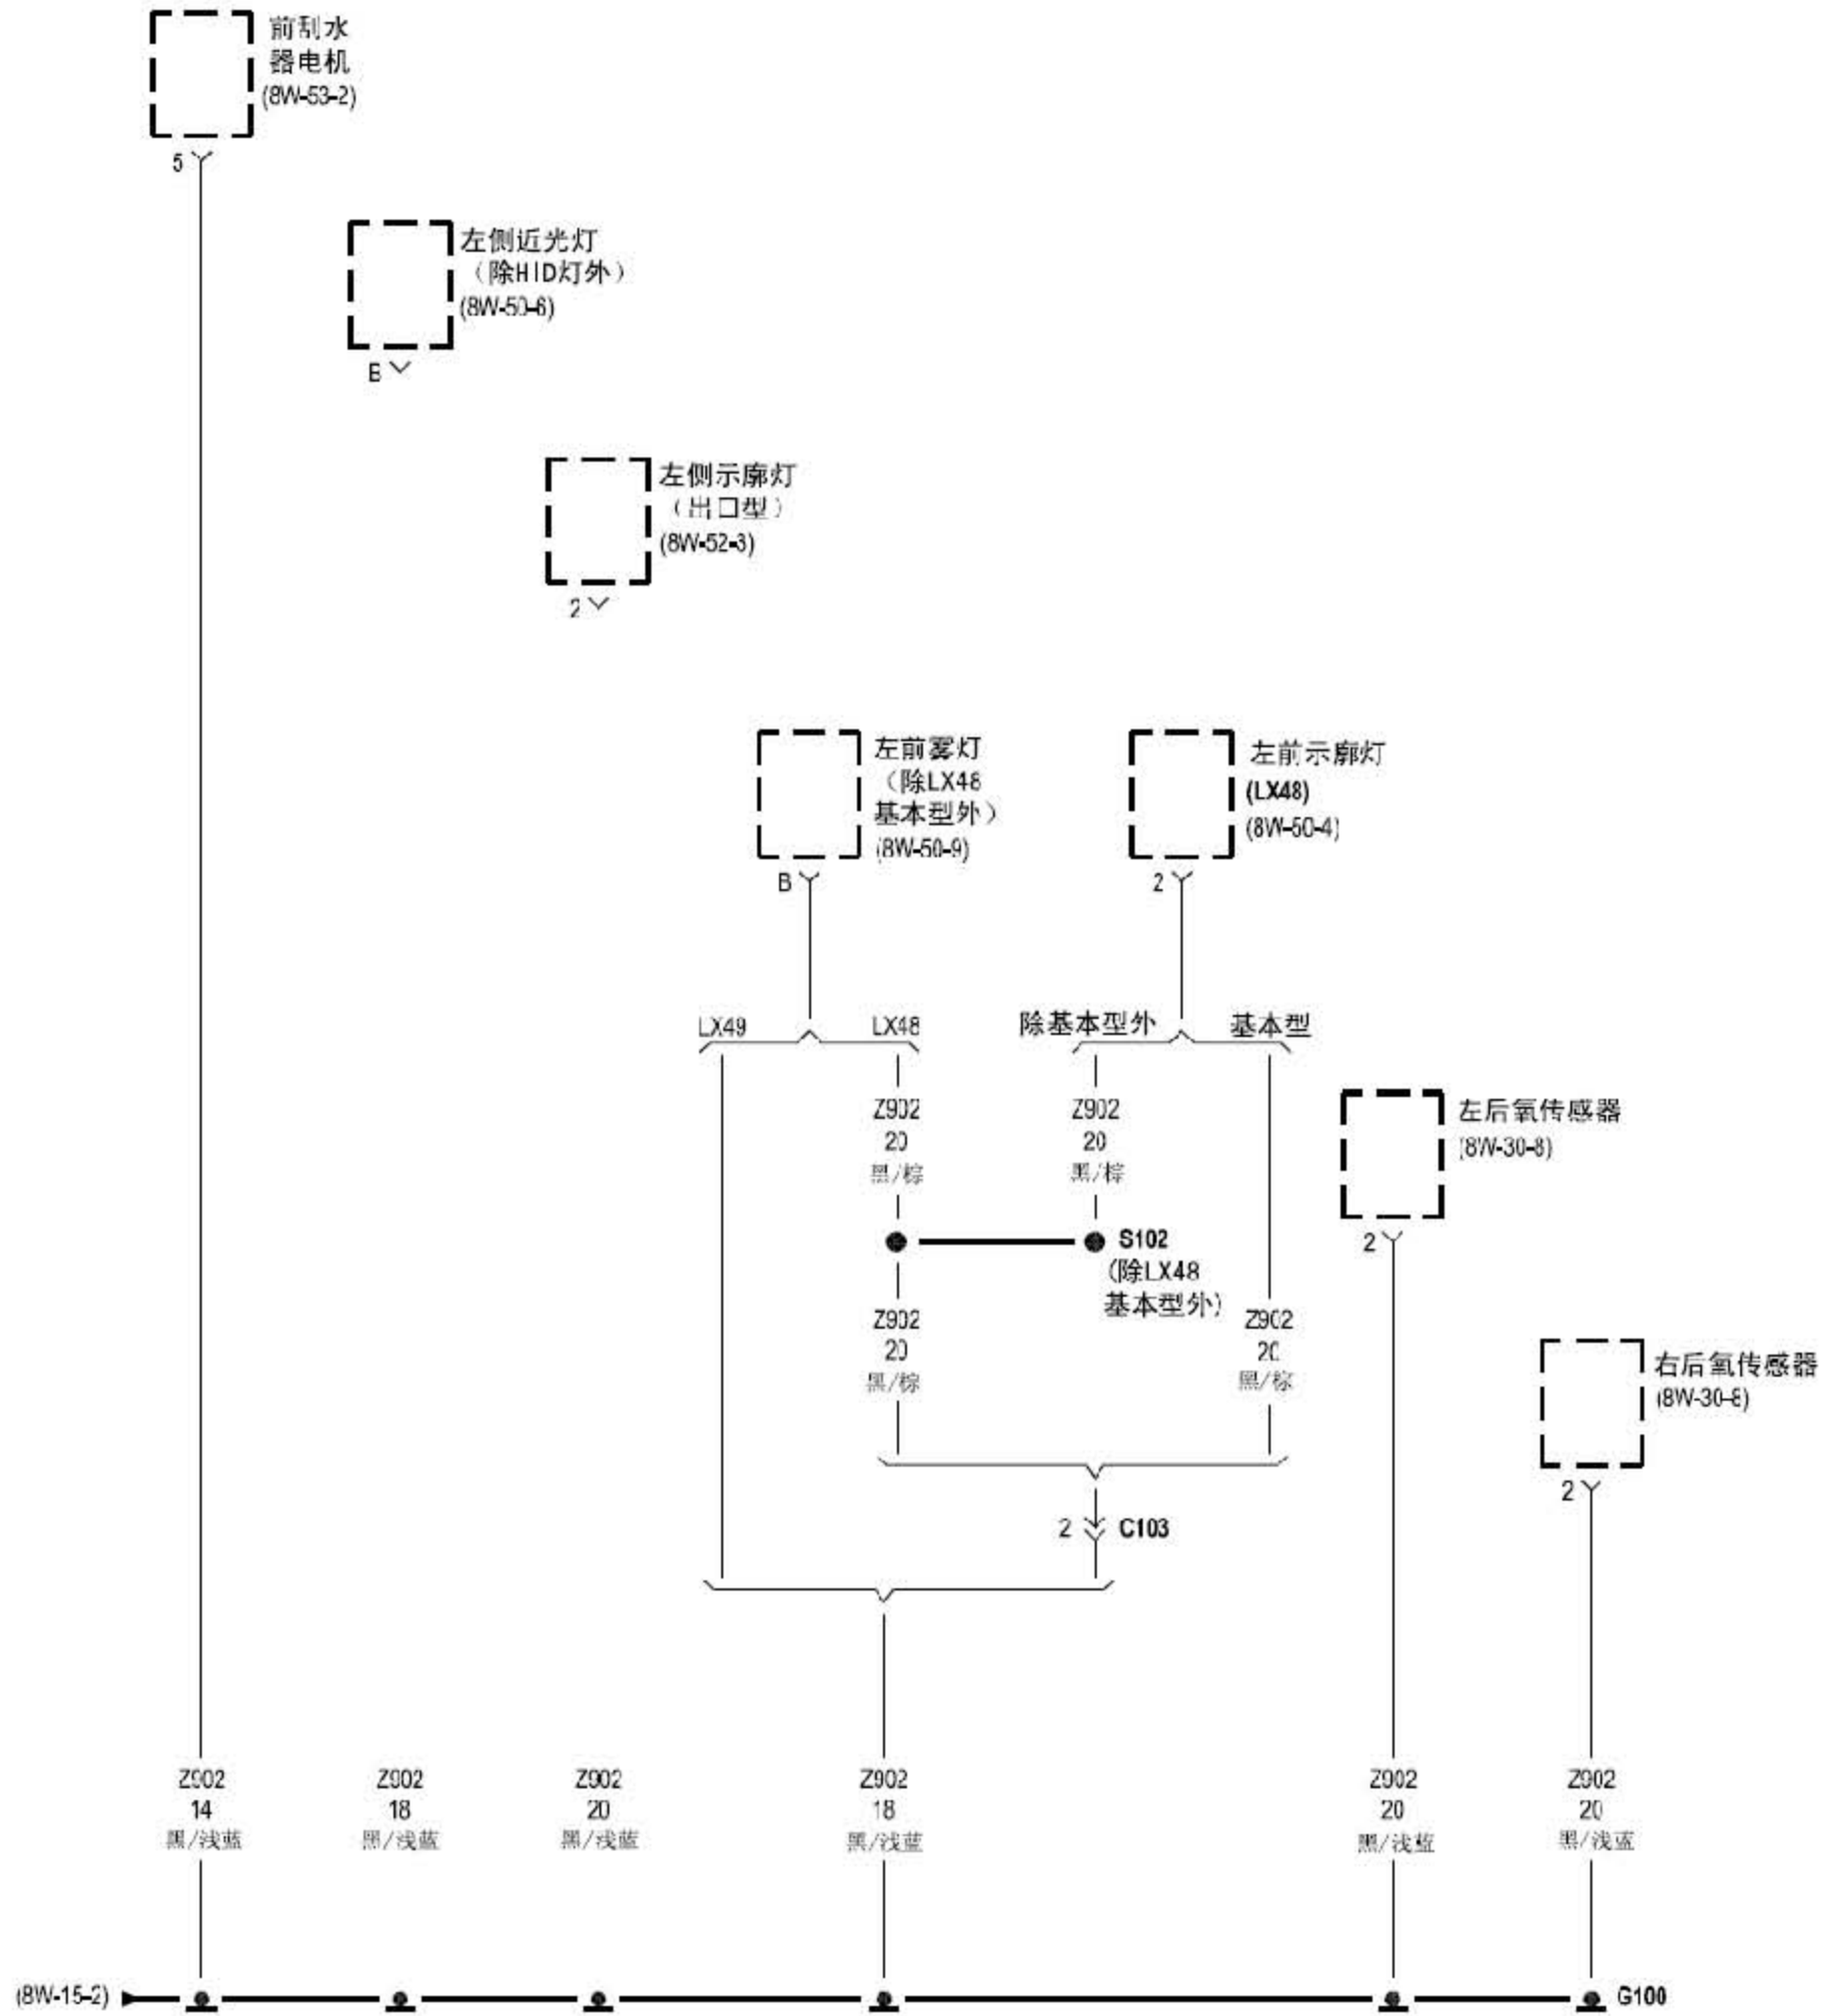 前刮水
器电机
(8W-53-2)
5
左侧近光灯
（除HID灯外）
(8W-50-6)
B
左侧示廓灯
（出口型）
(8W-52-3)
2
左前雾灯
（除LX48
基本型外）
(8W-50-9)
B
左前示廓灯
(LX48)
(8W-50-4)
2
LX49
LX48
除基本型外
基本型
Z902
20
黑/棕
Z902
20
黑/棕
左后氧传感器
(8W-30-8)
2
S102
(除LX48
基本型外)
Z902
20
黑/棕
Z902
20
黑/棕
右后氧传感器
(8W-30-8)
2
2
C103
Z902
14
黑/浅蓝
Z902
18
黑/浅蓝
Z902
20
黑/浅蓝
Z902
18
黑/浅蓝
Z902
20
黑/浅蓝
Z902
20
黑/浅蓝
(8W-15-2)
G100